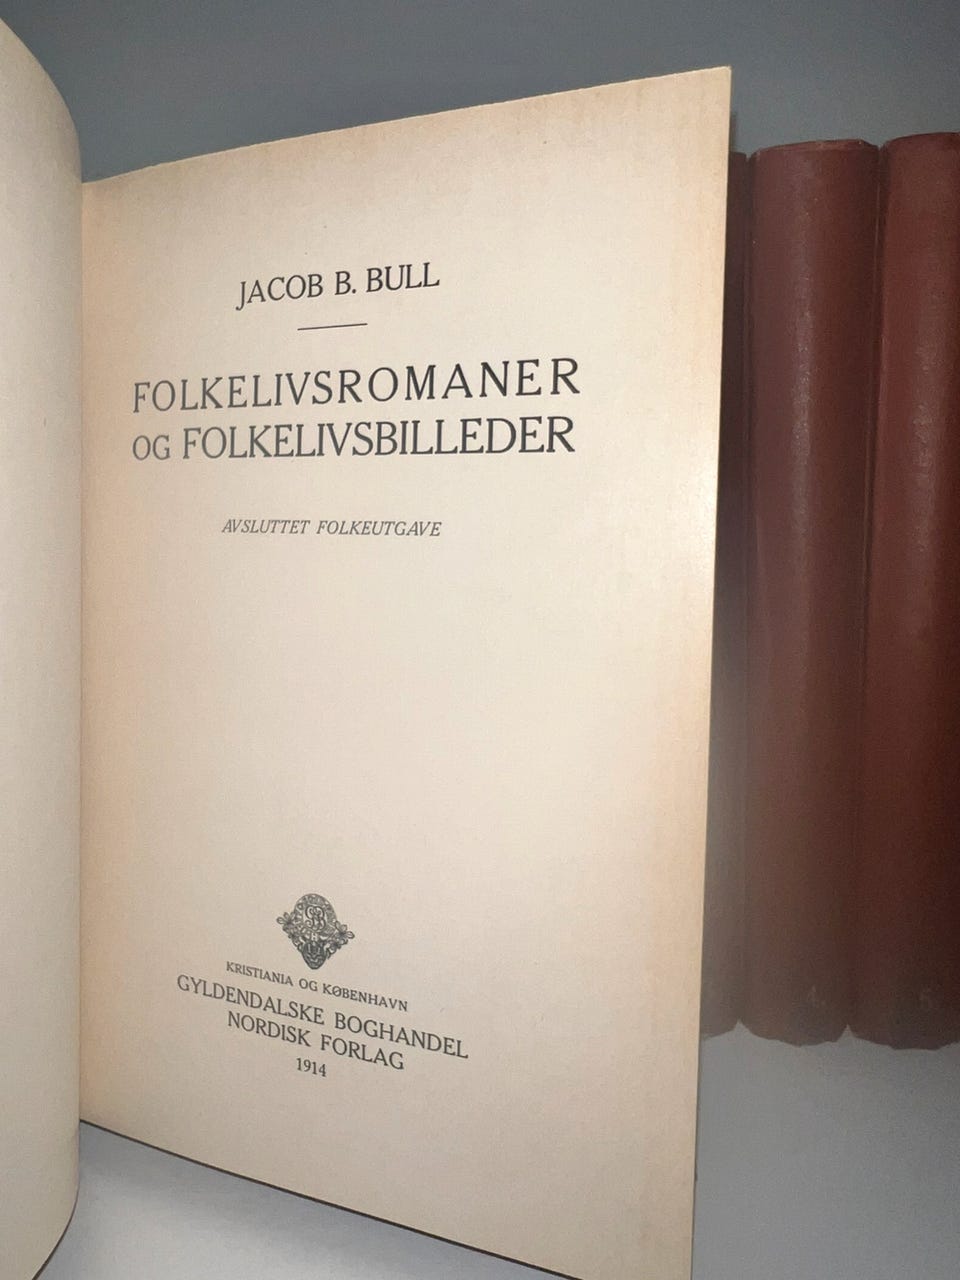 JACOB B. BULL
FOLKELIVSROMANER
OG FOLKELIVSBILLEDER
AVSLUTTET FOLKEUTGAVE
KRISTIANIA OG KØBENHAVN
GYLDENDALSKE BOGHANDEL
NORDISK FORLAG
1914